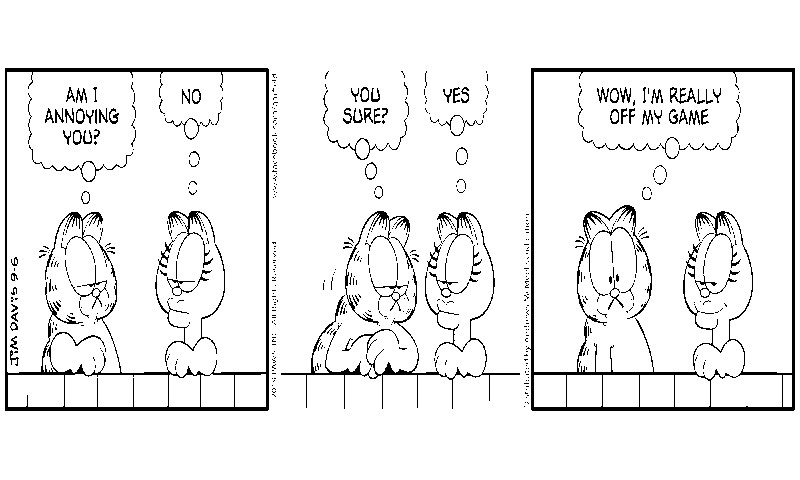 AM I
ANNOYING
YOU?
NO
YOU
SURE?
YES
WOW, I'M REALLY
OFF MY GAME
JIM DAVIS 9·6